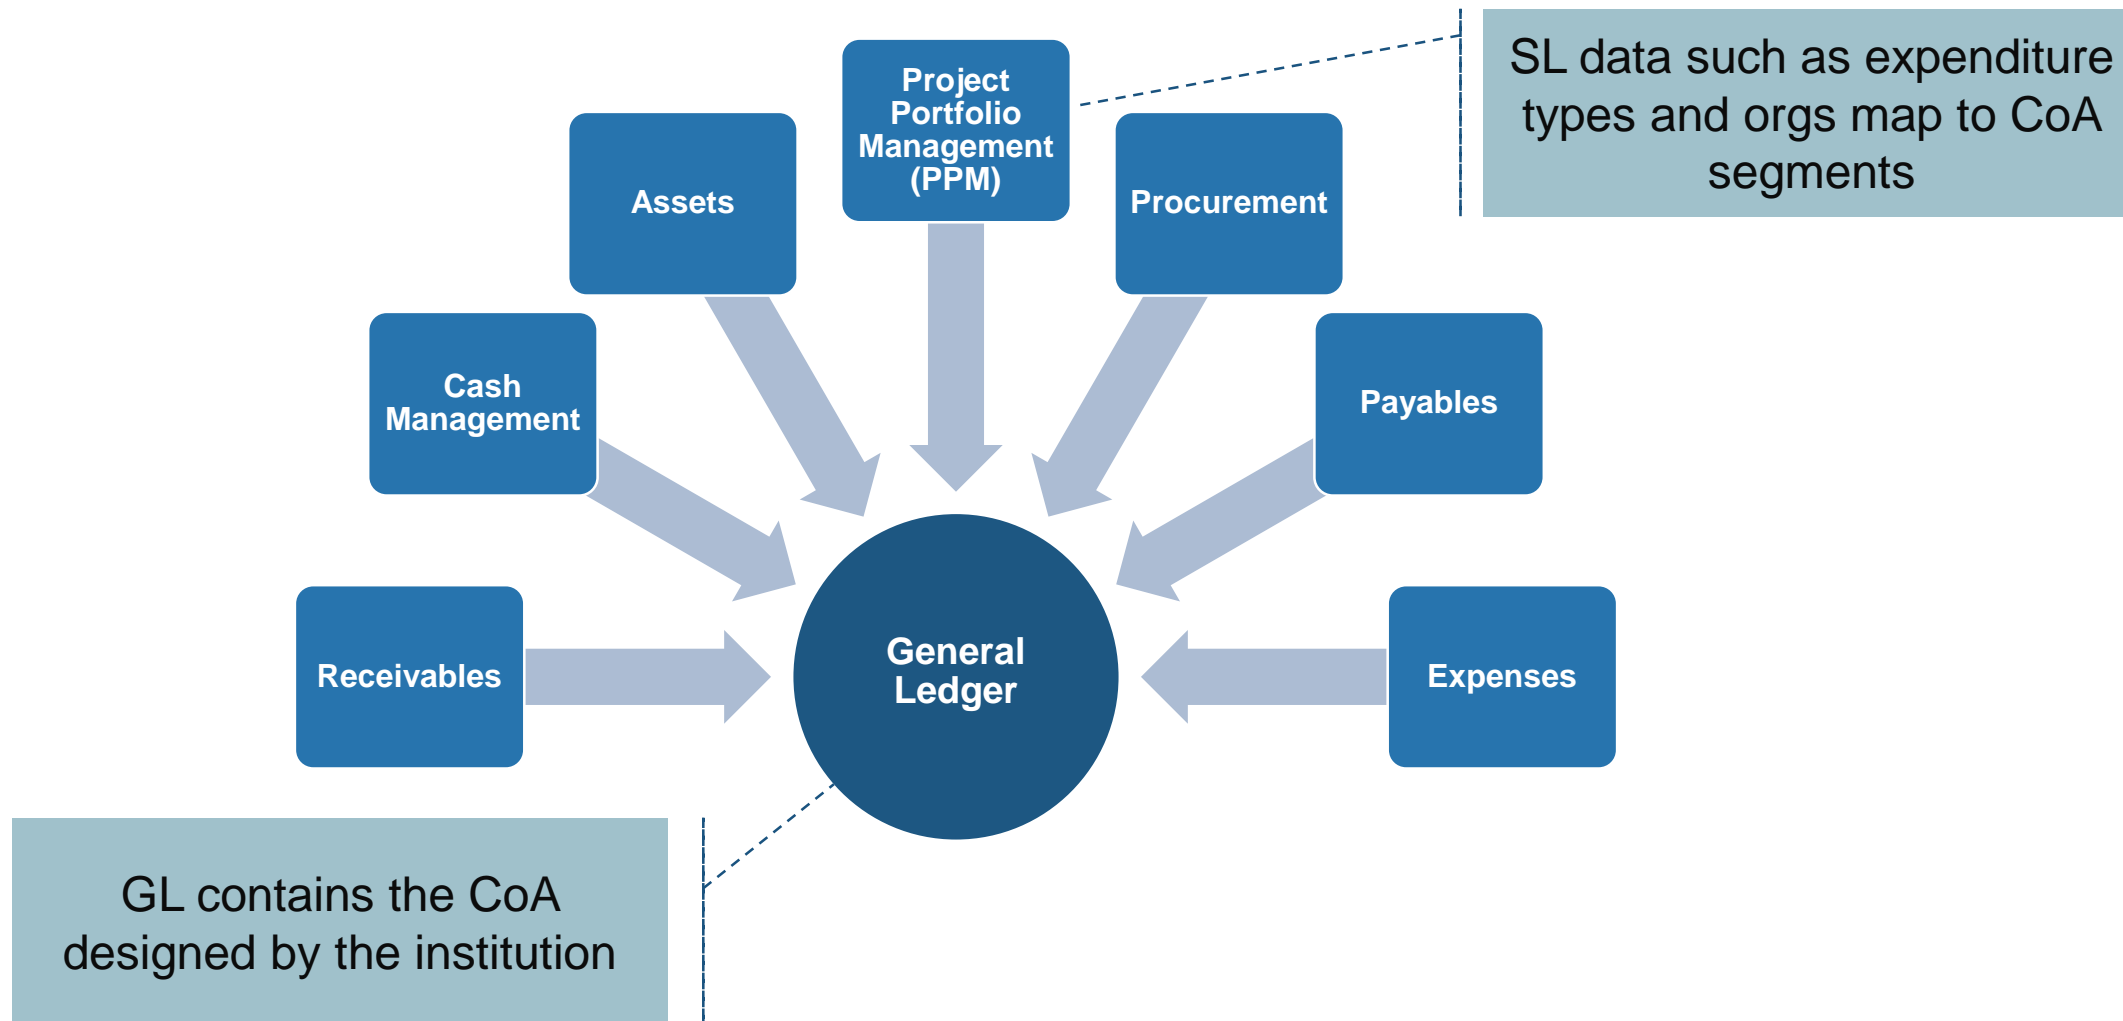 Project
Portfolio
Management
(PPM)
SL data such as expenditure
types and orgs map to CoA
segments
Assets
Procurement
Cash
Management
Payables
Receivables
General
Ledger
Expenses
GL contains the CoA
designed by the institution